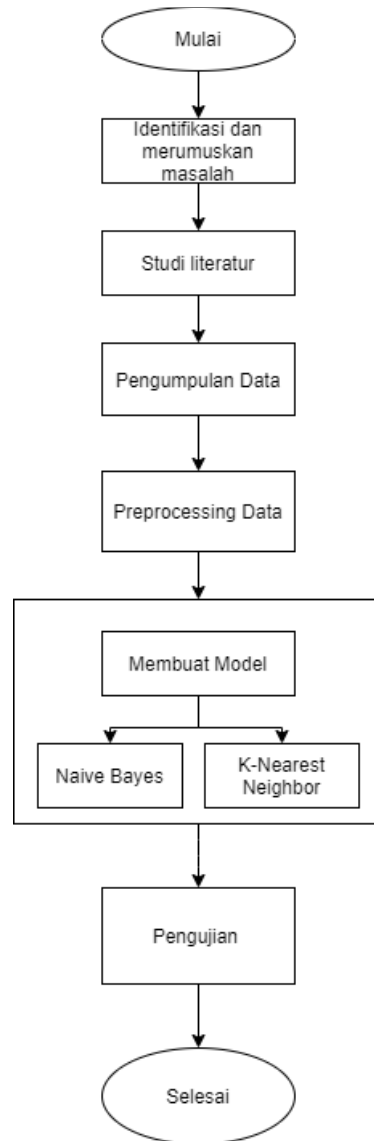 Mulai
Identifikasi dan
merumuskan
masalah
Studi literatur
Pengumpulan Data
Preprocessing Data
Membuat Model
Naive Bayes
K-Nearest
Neighbor
Pengujian
Selesai